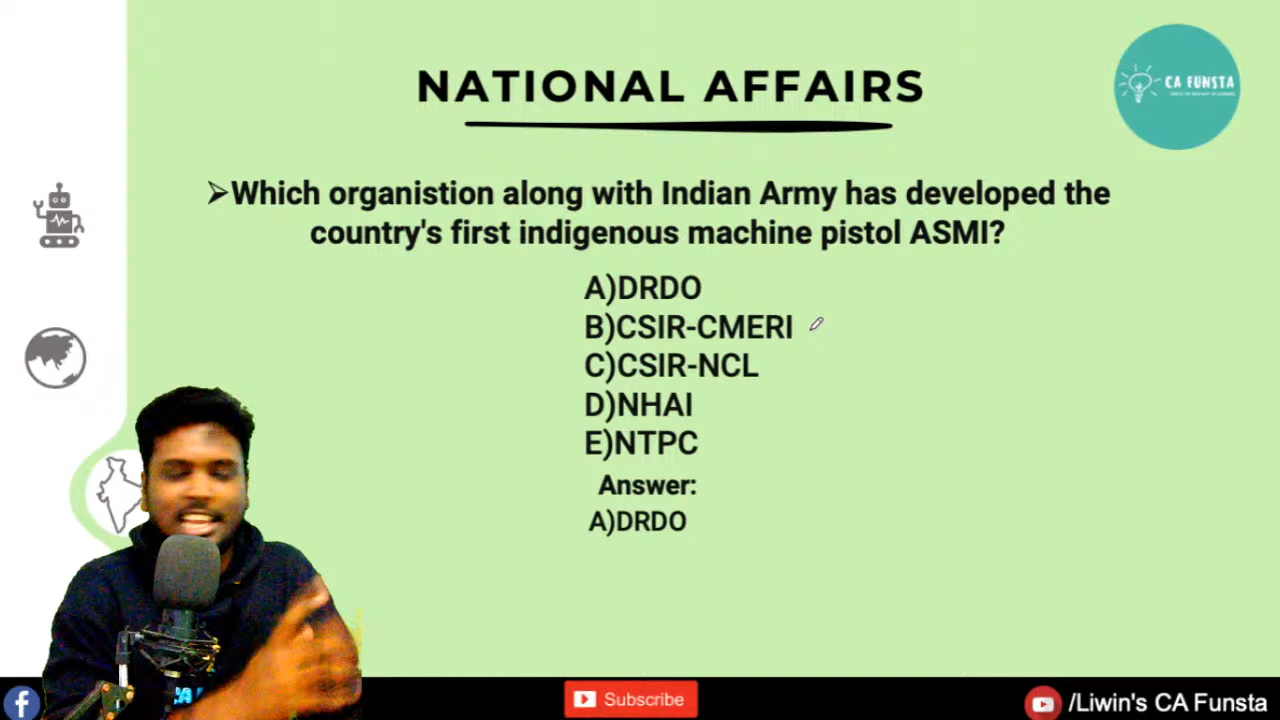 NATIONAL AFFAIRS
CA FUNSTA
➢Which organistion along with Indian Army has developed the
country's first indigenous machine pistol ASMI?
A)DRDO
B)CSIR-CMERI
C)CSIR-NCL
D)NHAI
E)NTPC
Answer:
A)DRDO
Subscribe
/Liwin's CA Funsta